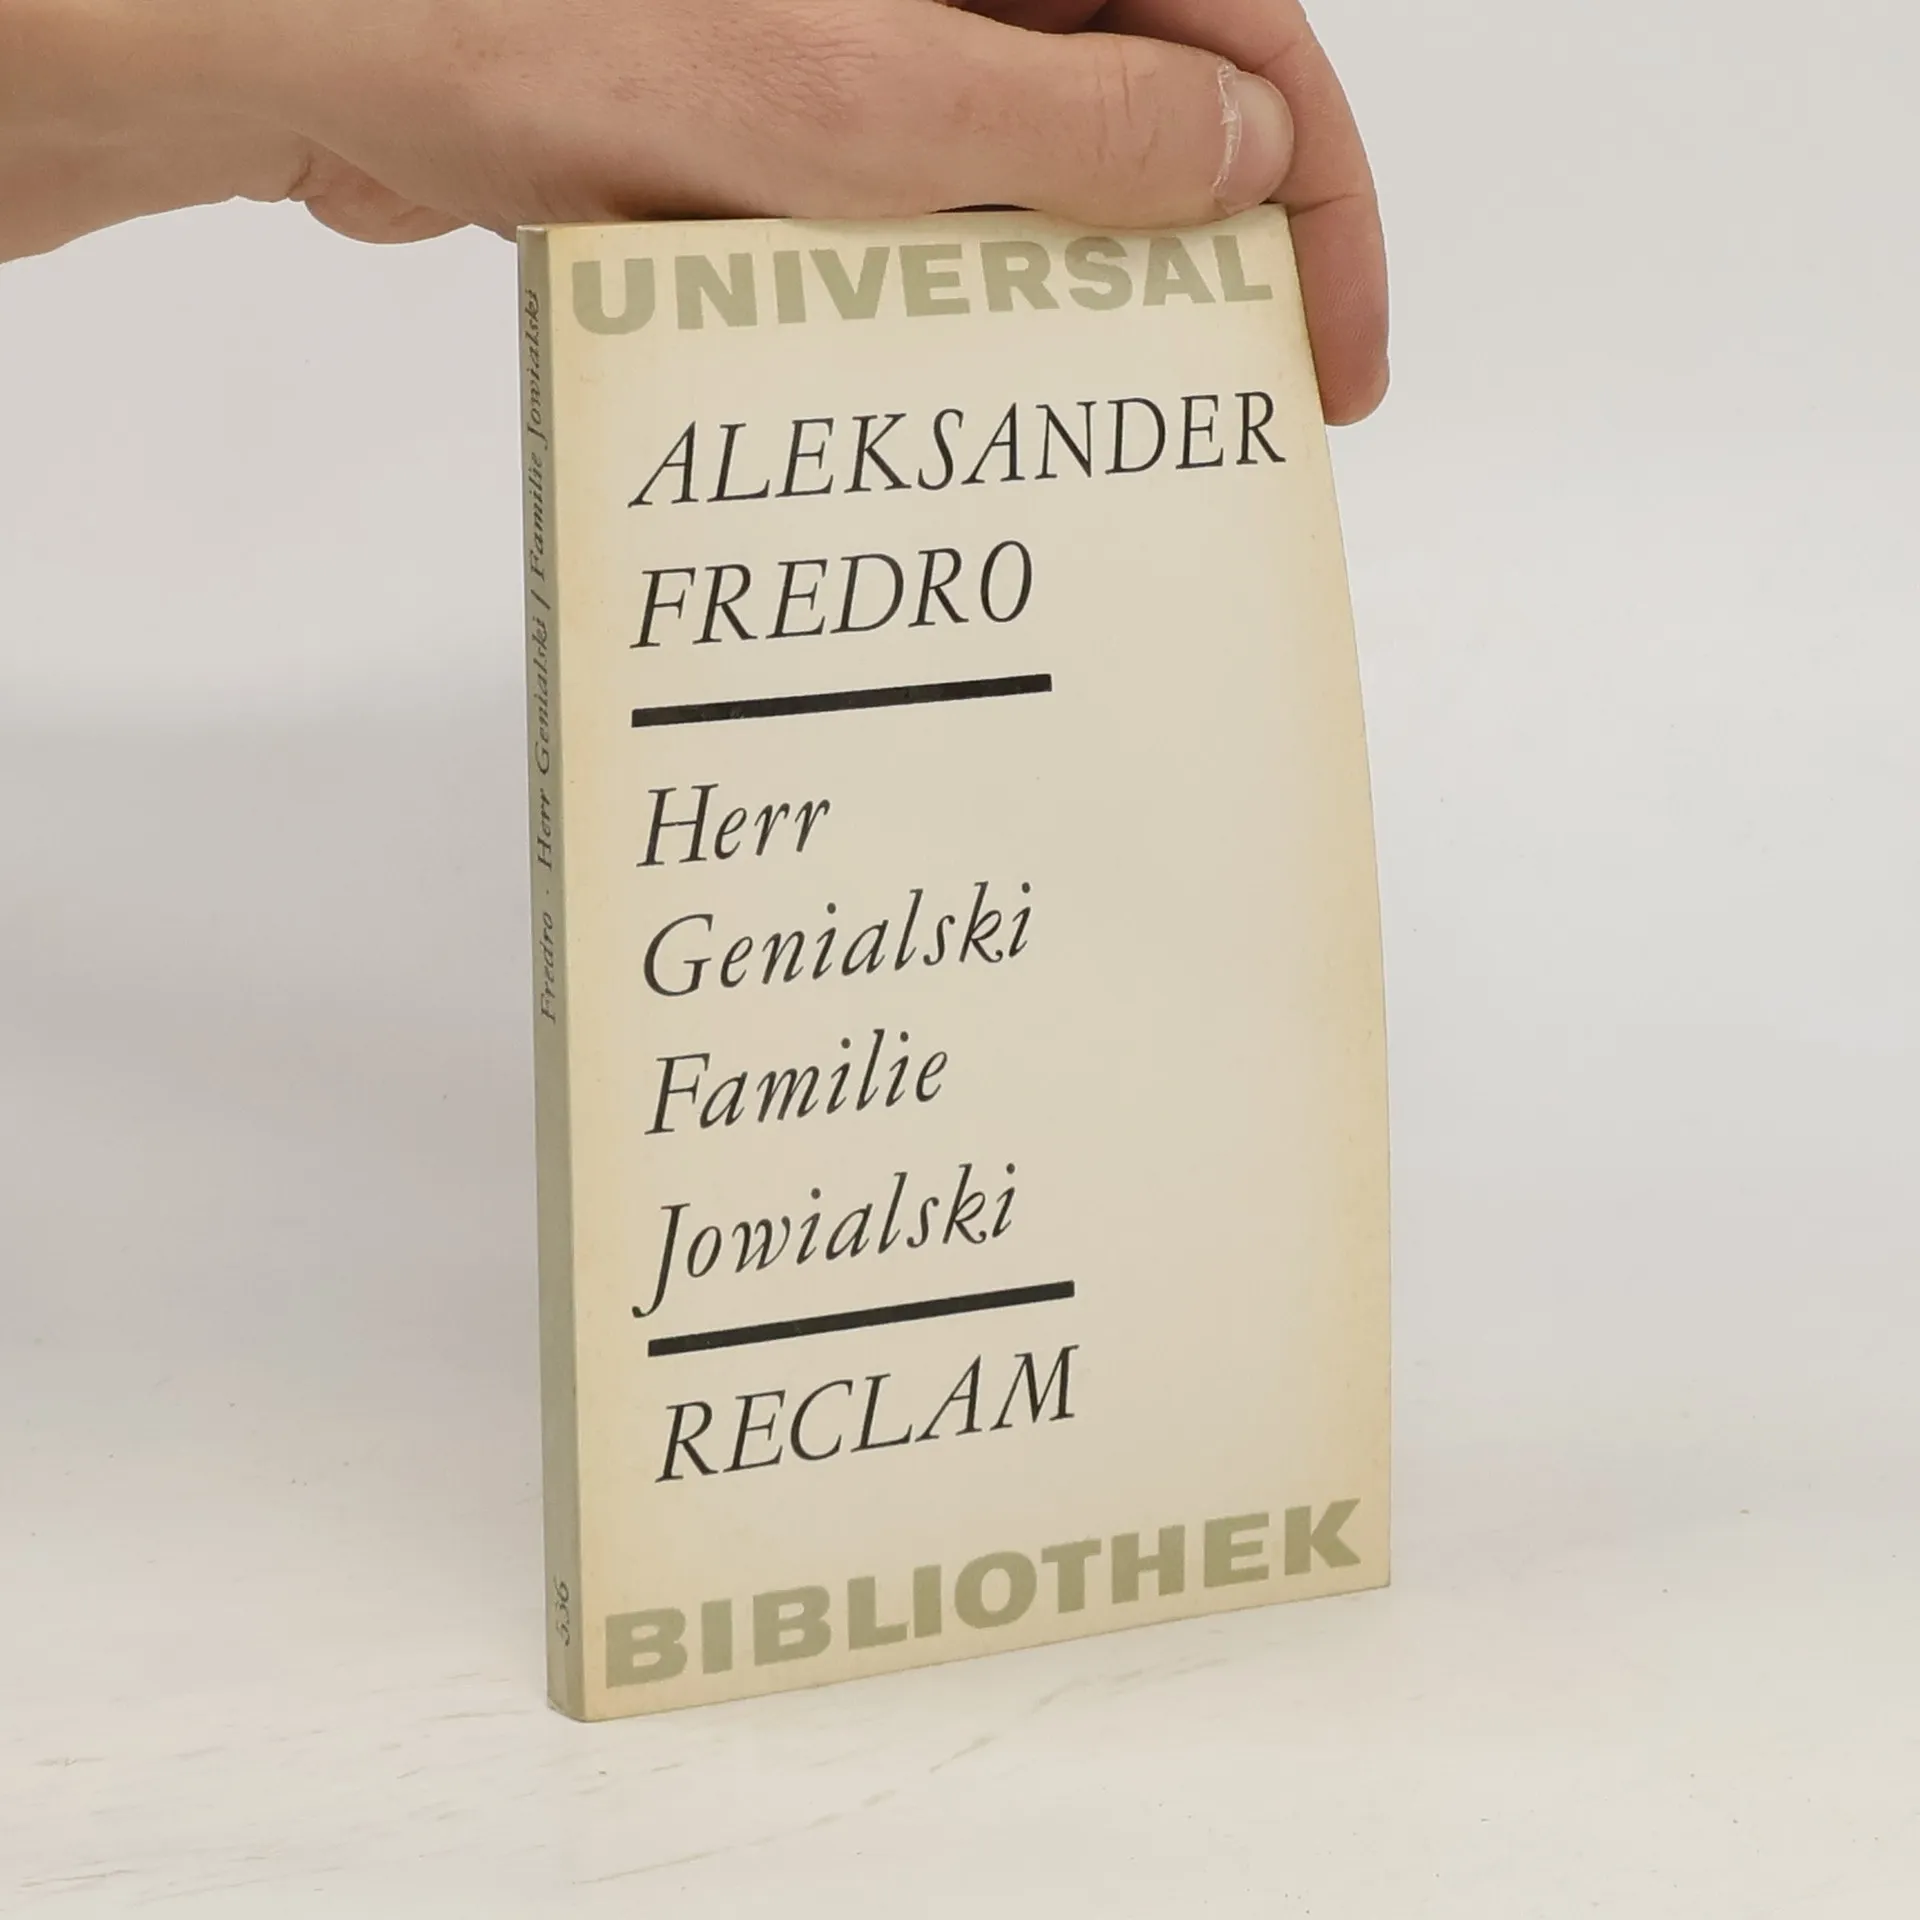 UNIVERSAL
ALEKSANDER
FREDRO
Herr
Genialski
Familie
Jowialski
RECLAM
BIBLIOTHEK
Fredro · Herr Genialski / Familie Jowialski
536